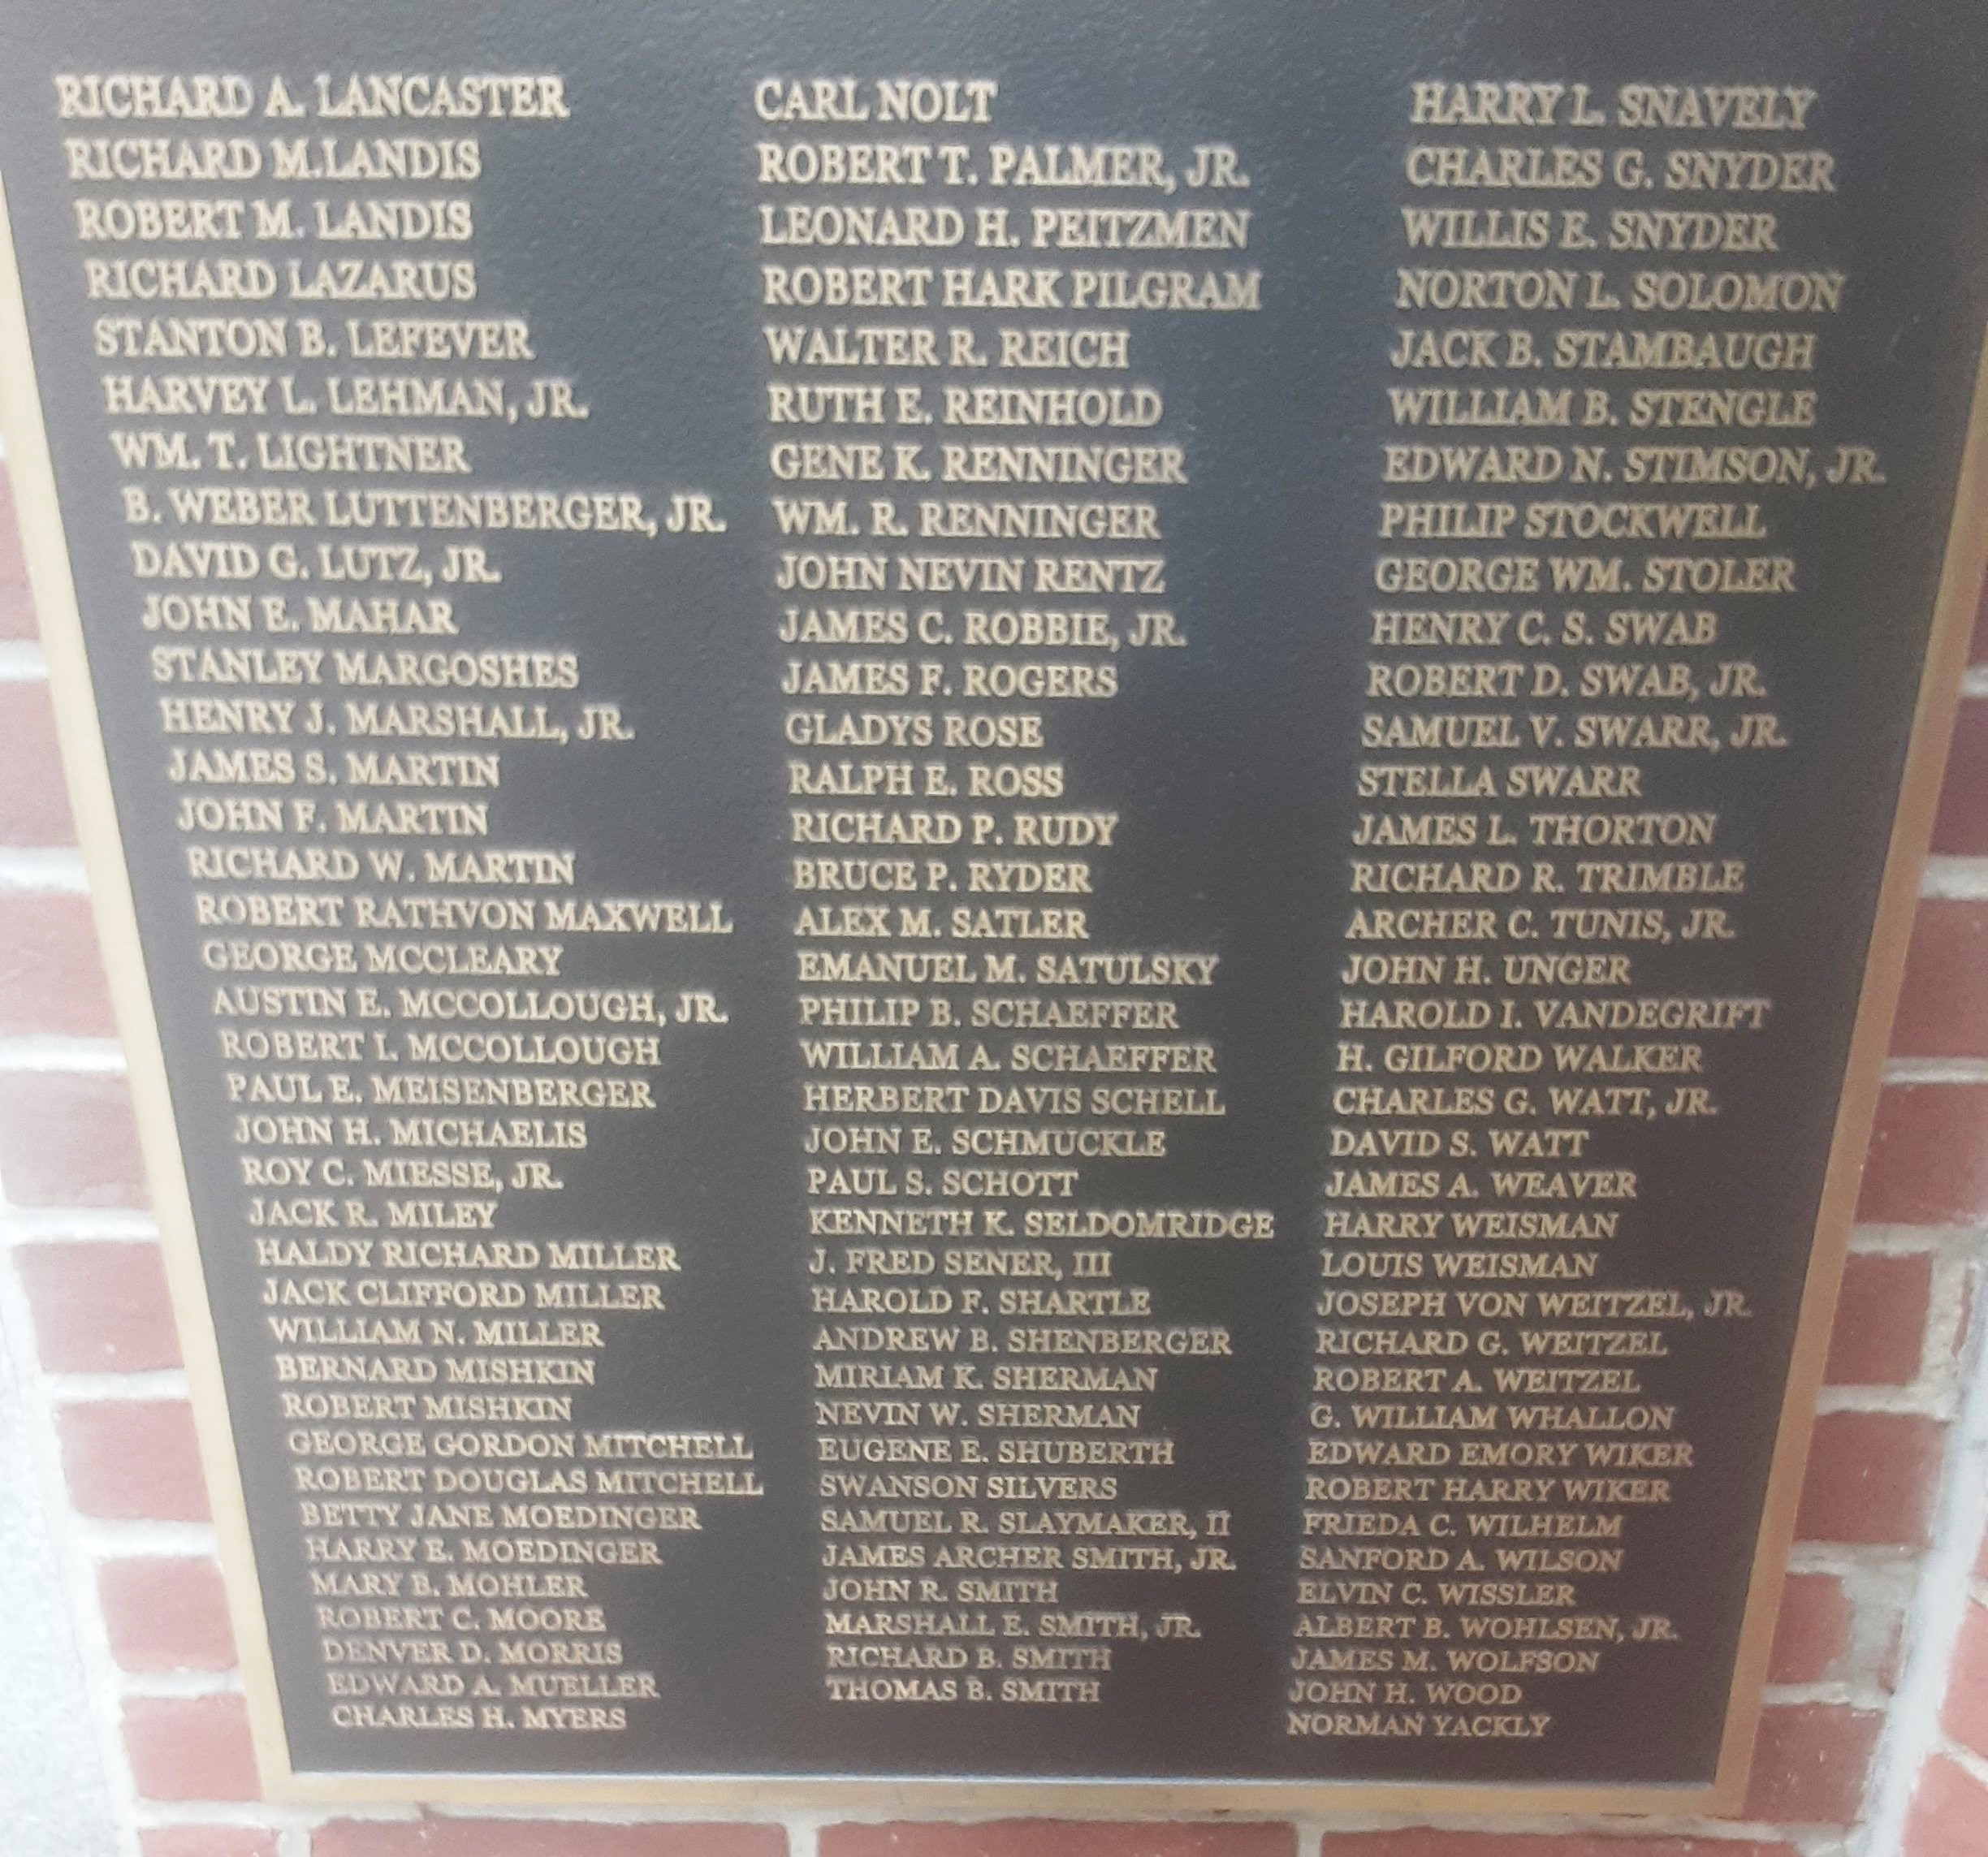 RICHARD A. LANCASTER
RICHARD M.LANDIS
ROBERT M. LANDIS
RICHARD LAZARUS
STANTON B. LEFEVER
HARVEY L. LEHMAN, JR.
WM. T. LIGHTNER
B. WEBER LUTTENBERGER, JR.
DAVID G. LUTZ, JR.
JOHN E. MAHAR
STANLEY MARGOSHES
HENRY J. MARSHALL, JR.
JAMES S. MARTIN
JOHN F. MARTIN
RICHARD W. MARTIN
ROBERT RATHVON MAXWELL
GEORGE MCCLEARY
AUSTIN E. MCCOLLOUGH, JR.
ROBERT I. MCCOLLOUGH
PAUL E. MEISENBERGER
JOHN H. MICHAELIS
ROY C. MIESSE, JR.
JACK R. MILEY
HALDY RICHARD MILLER
JACK CLIFFORD MILLER
WILLIAM N. MILLER
BERNARD MISHKIN
ROBERT MISHKIN
GEORGE GORDON MITCHELL
ROBERT DOUGLAS MITCHELL
BETTY JANE MOEDINGER
HARRY E. MOEDINGER
MARY B. MOHLER
ROBERT C. MOORE
DENVER D. MORRIS
EDWARD A. MUELLER
CHARLES H. MYERS
CARL NOLT
ROBERT T. PALMER, JR.
LEONARD H. PEITZMEN
ROBERT HARK PILGRAM
WALTER R. REICH
RUTH E. REINHOLD
GENE K. RENNINGER
WM. R. RENNINGER
JOHN NEVIN RENTZ
JAMES C. ROBBIE, JR.
JAMES F. ROGERS
GLADYS ROSE
RALPH E. ROSS
RICHARD P. RUDY
BRUCE P. RYDER
ALEX M. SATLER
EMANUEL M. SATULSKY
PHILIP B. SCHAEFFER
WILLIAM A. SCHAEFFER
HERBERT DAVIS SCHELL
JOHN E. SCHMUCKLE
PAUL S. SCHOTT
KENNETH K. SELDOMRIDGE
J. FRED SENER, III
HAROLD F. SHARTLE
ANDREW B. SHENBERGER
MIRIAM K. SHERMAN
NEVIN W. SHERMAN
EUGENE E. SHUBERTH
SWANSON SILVERS
SAMUEL R. SLAYMAKER, II
JAMES ARCHER SMITH, JR.
JOHN R. SMITH
MARSHALL E. SMITH, JR.
RICHARD B. SMITH
THOMAS B. SMITH
HARRY L. SNAVELY
CHARLES G. SNYDER
WILLIS E. SNYDER
NORTON L. SOLOMON
JACK B. STAMBAUGH
WILLIAM B. STENGLE
EDWARD N. STIMSON, JR.
PHILIP STOCKWELL
GEORGE WM. STOLER
HENRY C. S. SWAB
ROBERT D. SWAB, JR.
SAMUEL V. SWARR, JR.
STELLA SWARR
JAMES L. THORTON
RICHARD R. TRIMBLE
ARCHER C. TUNIS, JR.
JOHN H. UNGER
HAROLD I. VANDEGRIFT
H. GILFORD WALKER
CHARLES G. WATT, JR.
DAVID S. WATT
JAMES A. WEAVER
HARRY WEISMAN
LOUIS WEISMAN
JOSEPH VON WEITZEL, JR.
RICHARD G. WEITZEL
ROBERT A. WEITZEL
G. WILLIAM WHALLON
EDWARD EMORY WIKER
ROBERT HARRY WIKER
FRIEDA C. WILHELM
SANFORD A. WILSON
ELVIN C. WISSLER
ALBERT B. WOHLSEN, JR.
JAMES M. WOLFSON
JOHN H. WOOD
NORMAN YACKLY